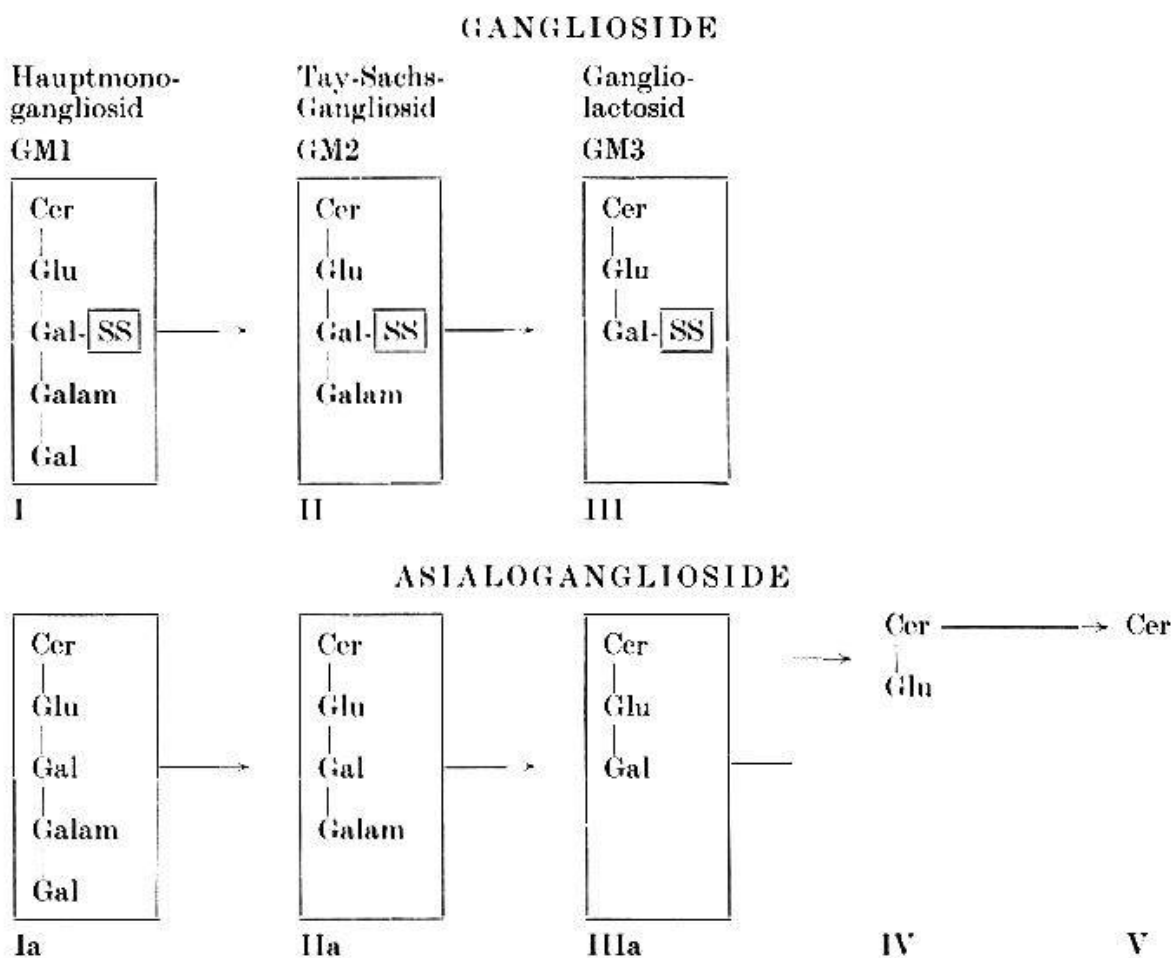 GANGLIOSIDE
Hauptmono-
gangliosid
GM1
Tay-Sachs-
Gangliosid
GM2
Ganglio-
lactosid
GM3
Cer
Glu
Gal-SS
Galam
Gal
I
Cer
Glu
Gal-SS
Galam
II
Cer
Glu
Gal-SS
III
ASIALOGANGLIOSIDE
Cer
Glu
Gal
Galam
Gal
Ia
Cer
Glu
Gal
Galam
IIa
Cer
Glu
Gal
IIIa
Cer
Glu
IV
Cer
V